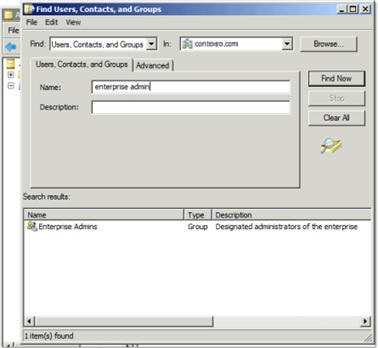 Find Users, Contacts, and Groups
File Edit View
File
Find: Users, Contacts, and Groups In: contoso.com Browse...
Users, Contacts, and Groups Advanced
Name: enterprise admin
Description:
Find Now
Stop
Clear All
Search results:
Name Type Description
Enterprise Admins Group Designated administrators of the enterprise
1 item(s) found